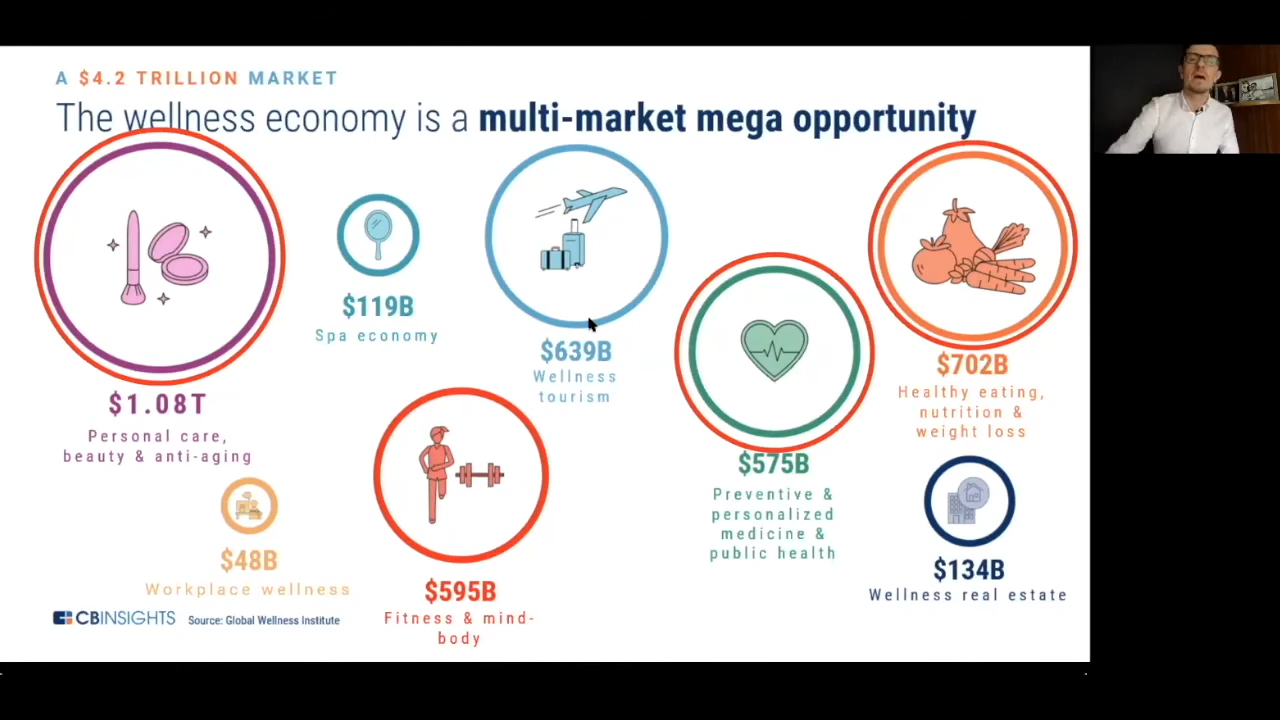 A $4.2 TRILLION MARKET
The wellness economy is a multi-market mega opportunity
$1.08T
Personal care,
beauty & anti-aging
$119B
Spa economy
$639B
Wellness
tourism
$702B
Healthy eating,
nutrition &
weight loss
$48B
Workplace wellness
$595B
Fitness & mind-
body
$575B
Preventive &
personalized
medicine &
public health
$134B
Wellness real estate
CBINSIGHTS
Source: Global Wellness Institute